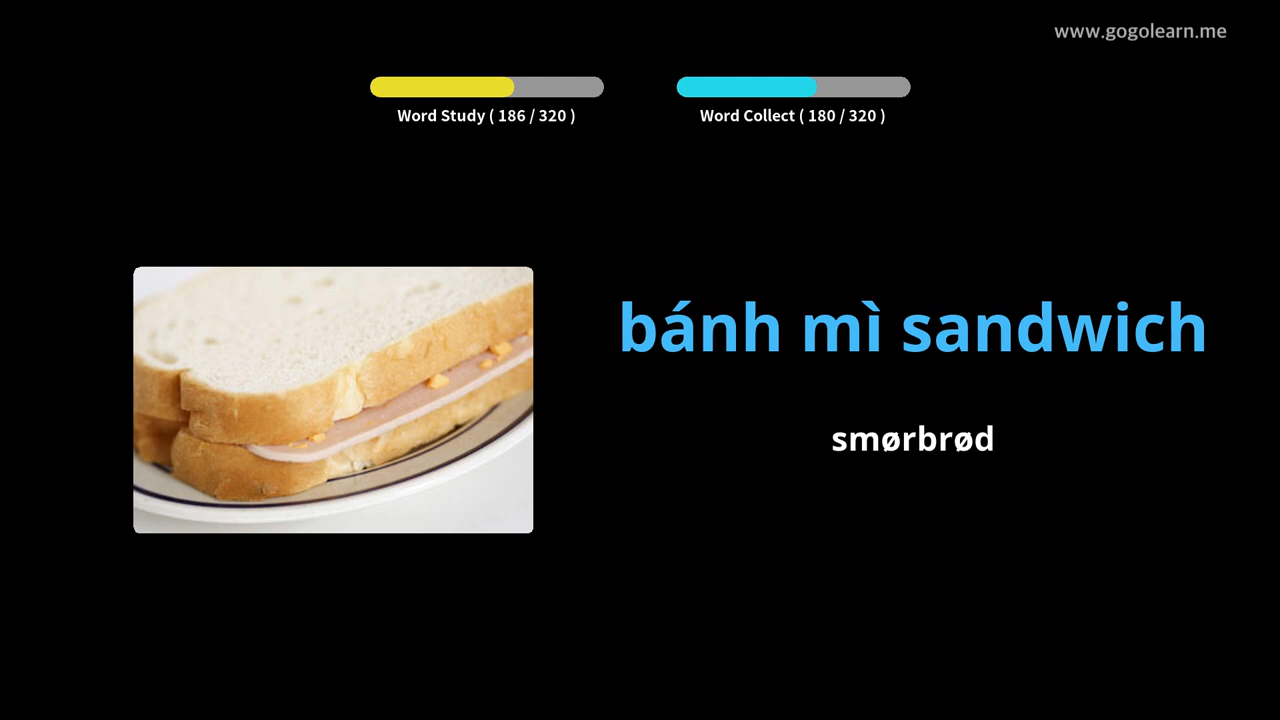 www.gogolearn.me
Word Study ( 186 / 320 )
Word Collect ( 180 / 320 )
bánh mì sandwich
smørbrød